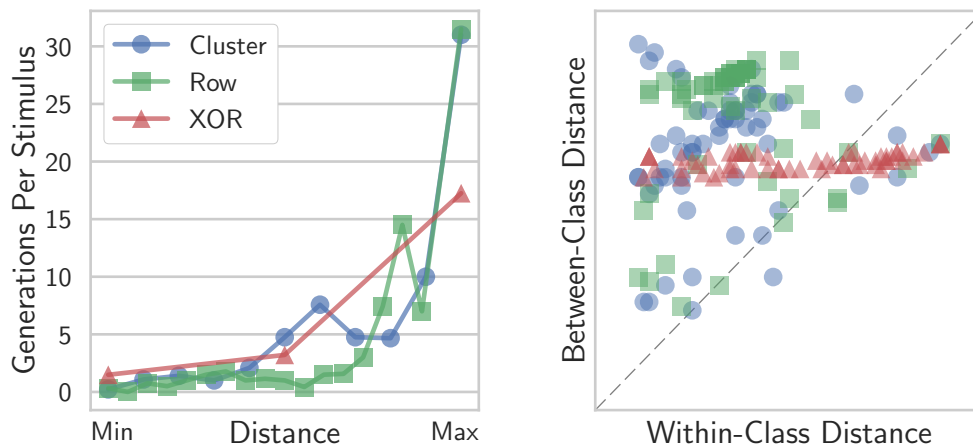 Generations Per Stimulus
30
25
20
15
10
5
0
Cluster
Row
XOR
Min
Distance
Max
Between-Class Distance
Within-Class Distance